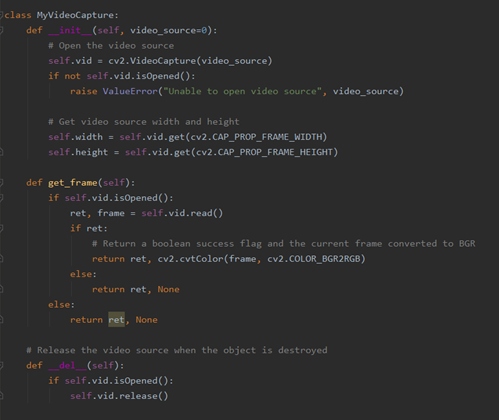 class MyVideoCapture:
    def __init__(self, video_source=0):
        # Open the video source
        self.vid = cv2.VideoCapture(video_source)
        if not self.vid.isOpened():
            raise ValueError("Unable to open video source", video_source)
        # Get video source width and height
        self.width = self.vid.get(cv2.CAP_PROP_FRAME_WIDTH)
        self.height = self.vid.get(cv2.CAP_PROP_FRAME_HEIGHT)
    def get_frame(self):
        if self.vid.isOpened():
            ret, frame = self.vid.read()
            if ret:
                # Return a boolean success flag and the current frame converted to BGR
                return ret, cv2.cvtColor(frame, cv2.COLOR_BGR2RGB)
            else:
                return ret, None
        else:
            return ret, None
    # Release the video source when the object is destroyed
    def __del__(self):
        if self.vid.isOpened():
            self.vid.release()